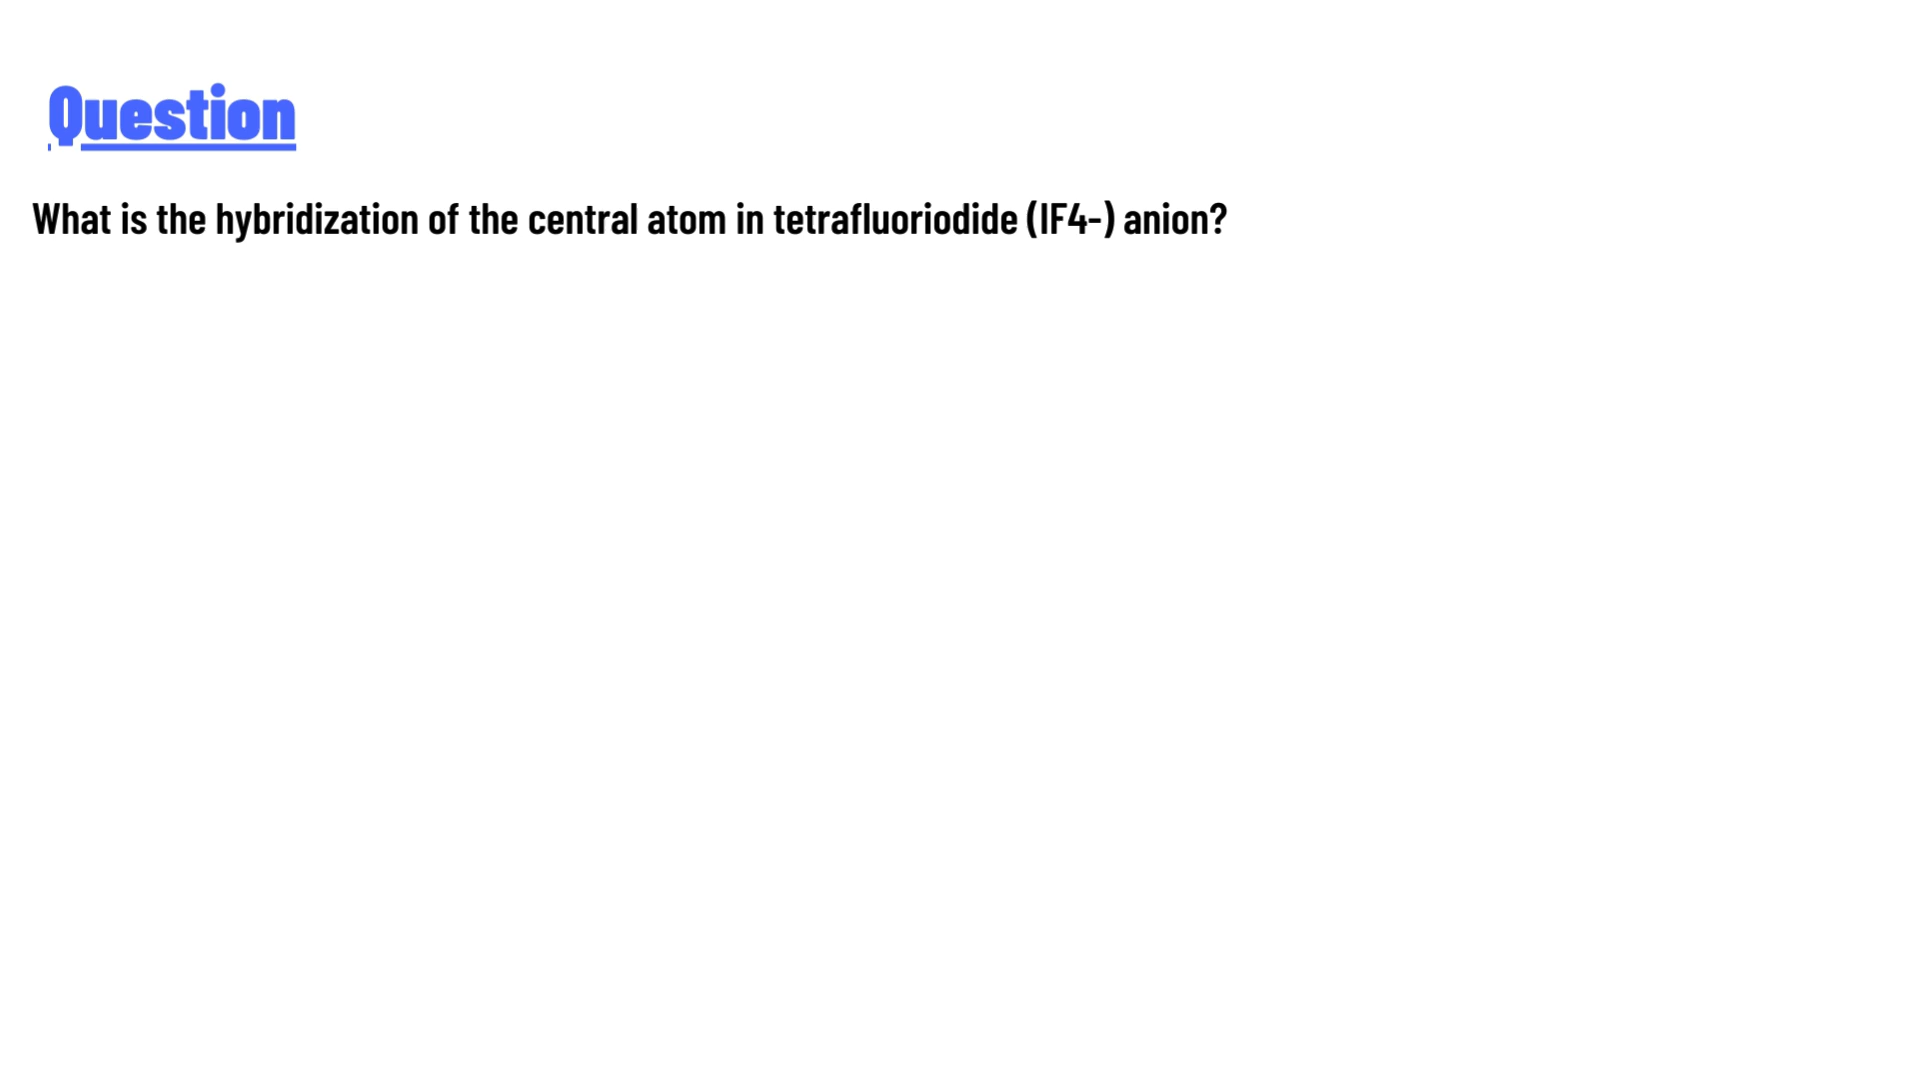 Question
What is the hybridization of the central atom in tetrafluoriodide (IF4-) anion?